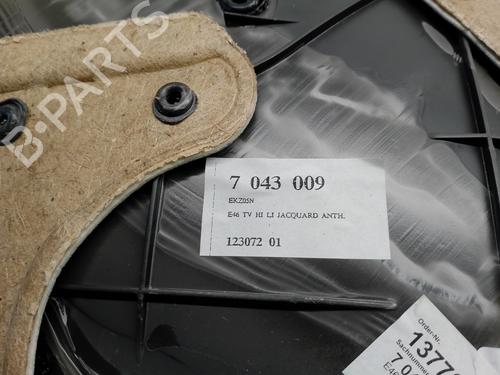 B-PARTS
7 043 009
EKZ05N
E46 TV HI LI JACQUARD ANTH.
123072 01
Order-Nr.
1377
Sachnummer
7 0
E46